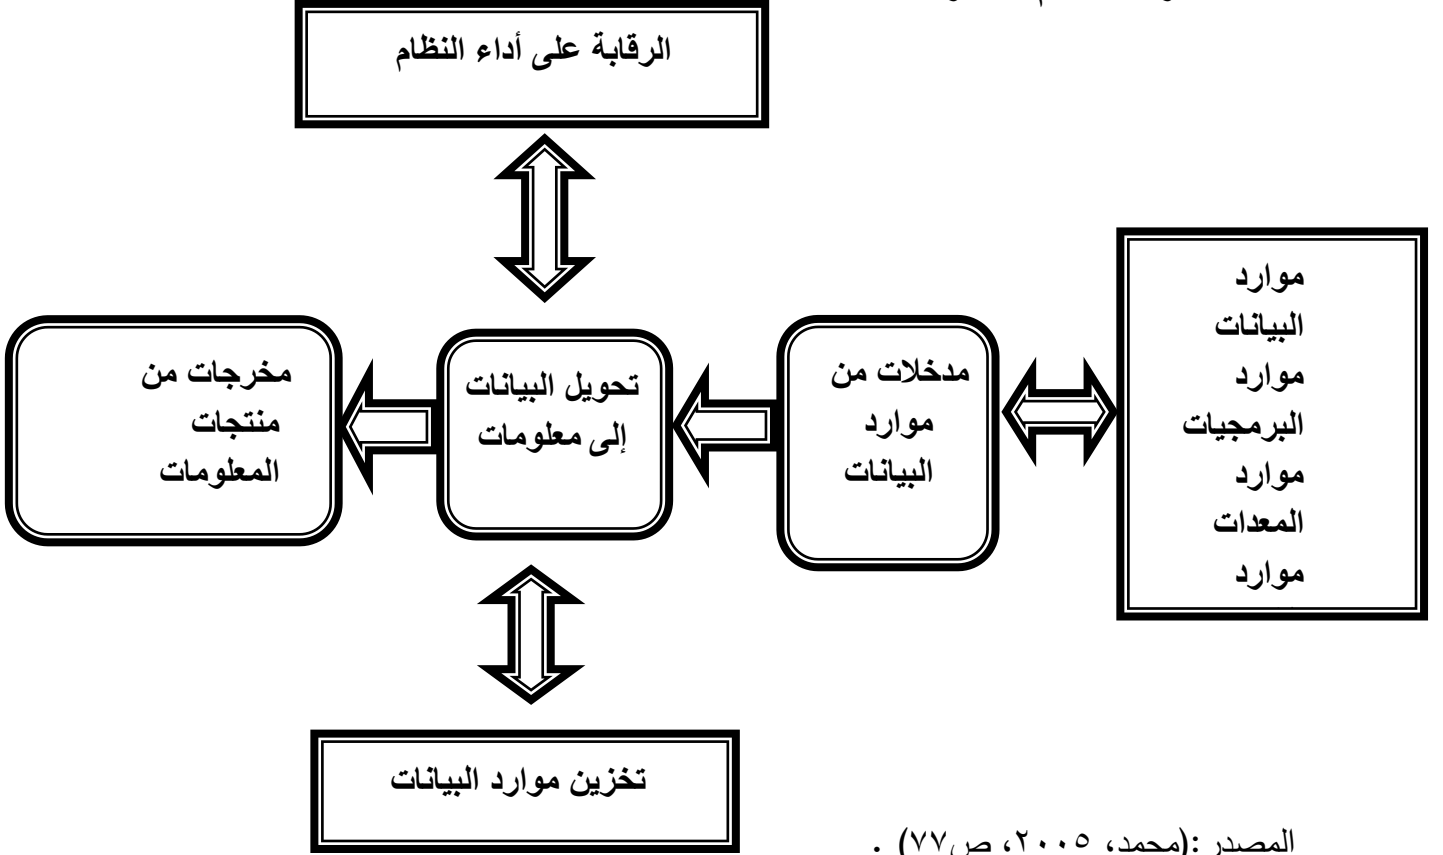 الرقابة على أداء النظام
موارد
البيانات
موارد
البرمجيات
موارد
المعدات
موارد
مدخلات من
موارد
البيانات
تحويل البيانات
إلى معلومات
مخرجات من
منتجات
المعلومات
تخزين موارد البيانات
المصدر :(محمد، ٢٠٠٥، ص٧٧) .